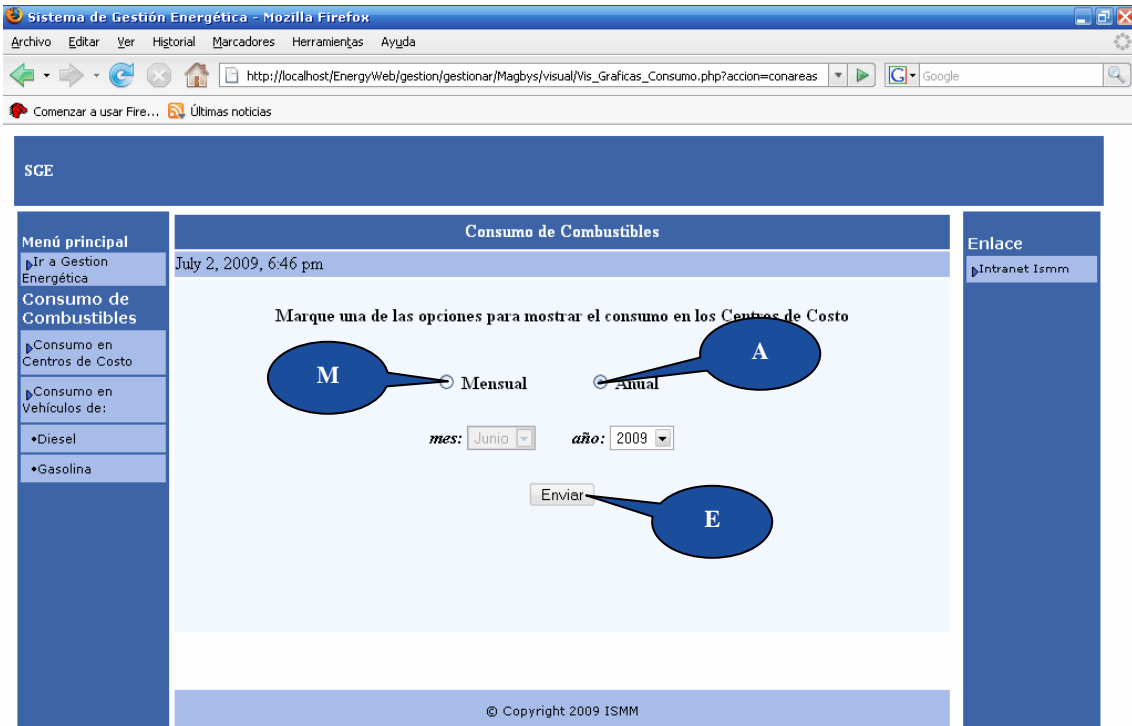 Sistema de Gestión Energética - Mozilla Firefox
Archivo Editar Ver Historial Marcadores Herramientas Ayuda
http://localhost/EnergyWeb/gestion/gestionar/Magbys/visual/Vis_Graficas_Consumo.php?accion=conareas
G Google
Comenzar a usar Fire... Últimas noticias
SGE
Menú principal
Ir a Gestion
Energética
Consumo de
Combustibles
Consumo en
Centros de Costo
Consumo en
Vehículos de:
•Diesel
•Gasolina
Consumo de Combustibles
July 2, 2009, 6:46 pm
Marque una de las opciones para mostrar el consumo en los Centros de Costo
M
Mensual
A
Anual
mes: Junio año: 2009
Enviar
E
Enlace
Intranet Ismm
© Copyright 2009 ISMM